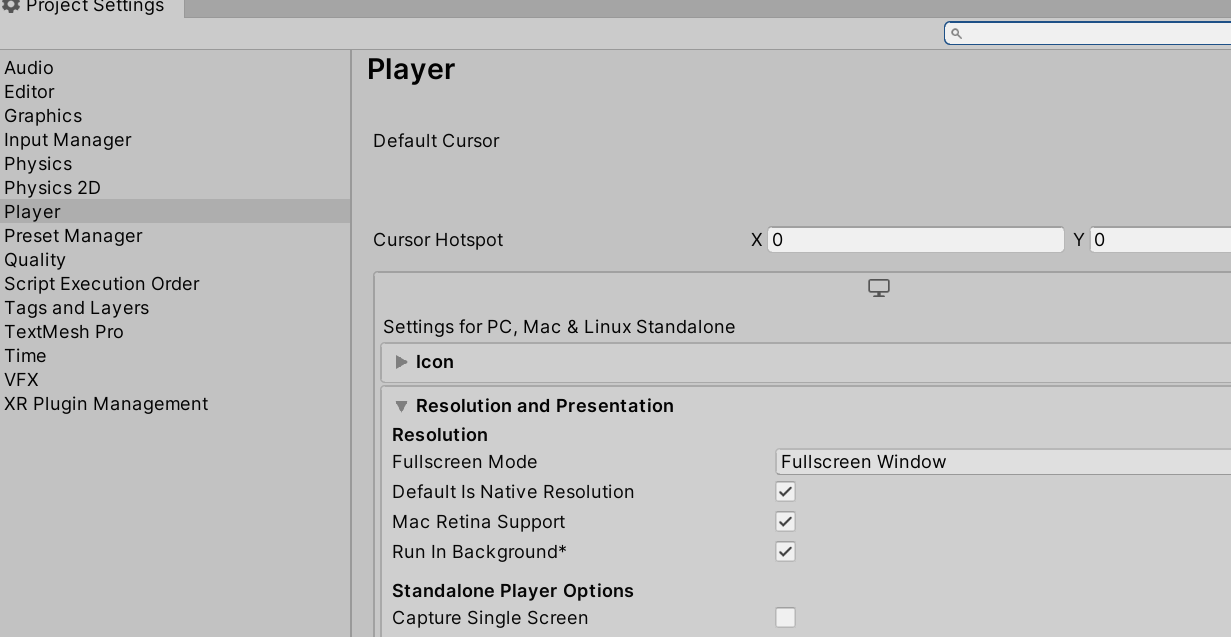 Project Settings
Audio
Editor
Graphics
Input Manager
Physics
Physics 2D
Player
Preset Manager
Quality
Script Execution Order
Tags and Layers
TextMesh Pro
Time
VFX
XR Plugin Management
Player
Default Cursor
Cursor Hotspot X 0 Y 0
Settings for PC, Mac & Linux Standalone
Icon
Resolution and Presentation
Resolution
Fullscreen Mode Fullscreen Window
Default Is Native Resolution
Mac Retina Support
Run In Background*
Standalone Player Options
Capture Single Screen